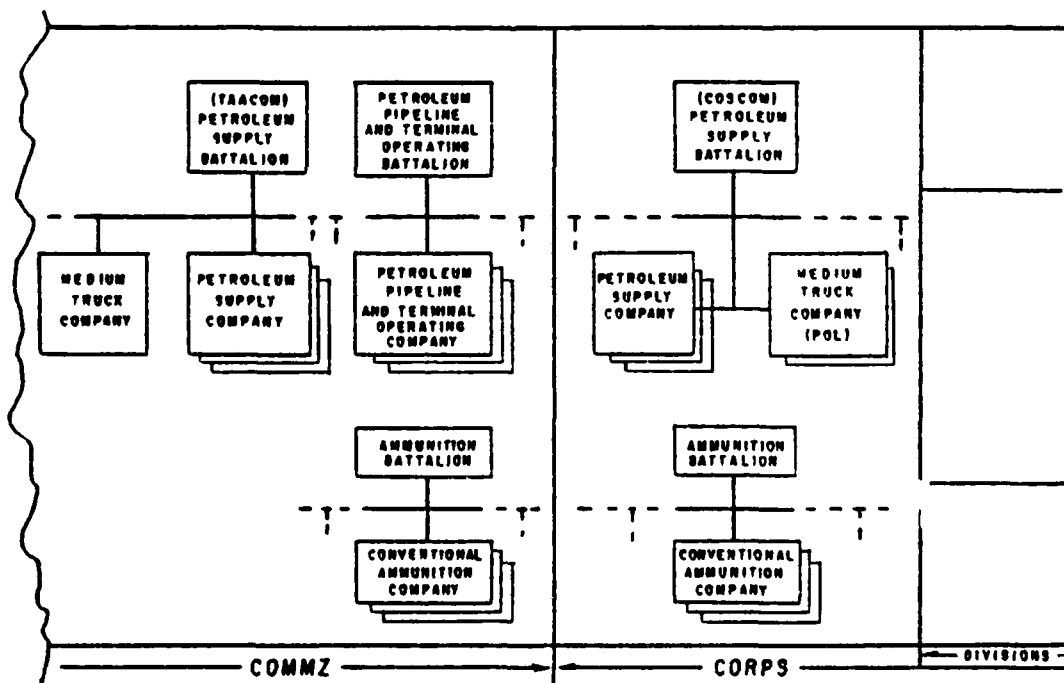 (TAACOM)
PETROLEUM
SUPPLY
BATTALION
PETROLEUM
PIPELINE
AND TERMINAL
OPERATING
BATTALION
(COSCOM)
PETROLEUM
SUPPLY
BATTALION
MEDIUM
TRUCK
COMPANY
PETROLEUM
SUPPLY
COMPANY
PETROLEUM
PIPELINE
AND TERMINAL
OPERATING
COMPANY
PETROLEUM
SUPPLY
COMPANY
MEDIUM
TRUCK
COMPANY
(POL)
AMMUNITION
BATTALION
AMMUNITION
BATTALION
CONVENTIONAL
AMMUNITION
COMPANY
CONVENTIONAL
AMMUNITION
COMPANY
COMMZ
CORPS
DIVISIONS